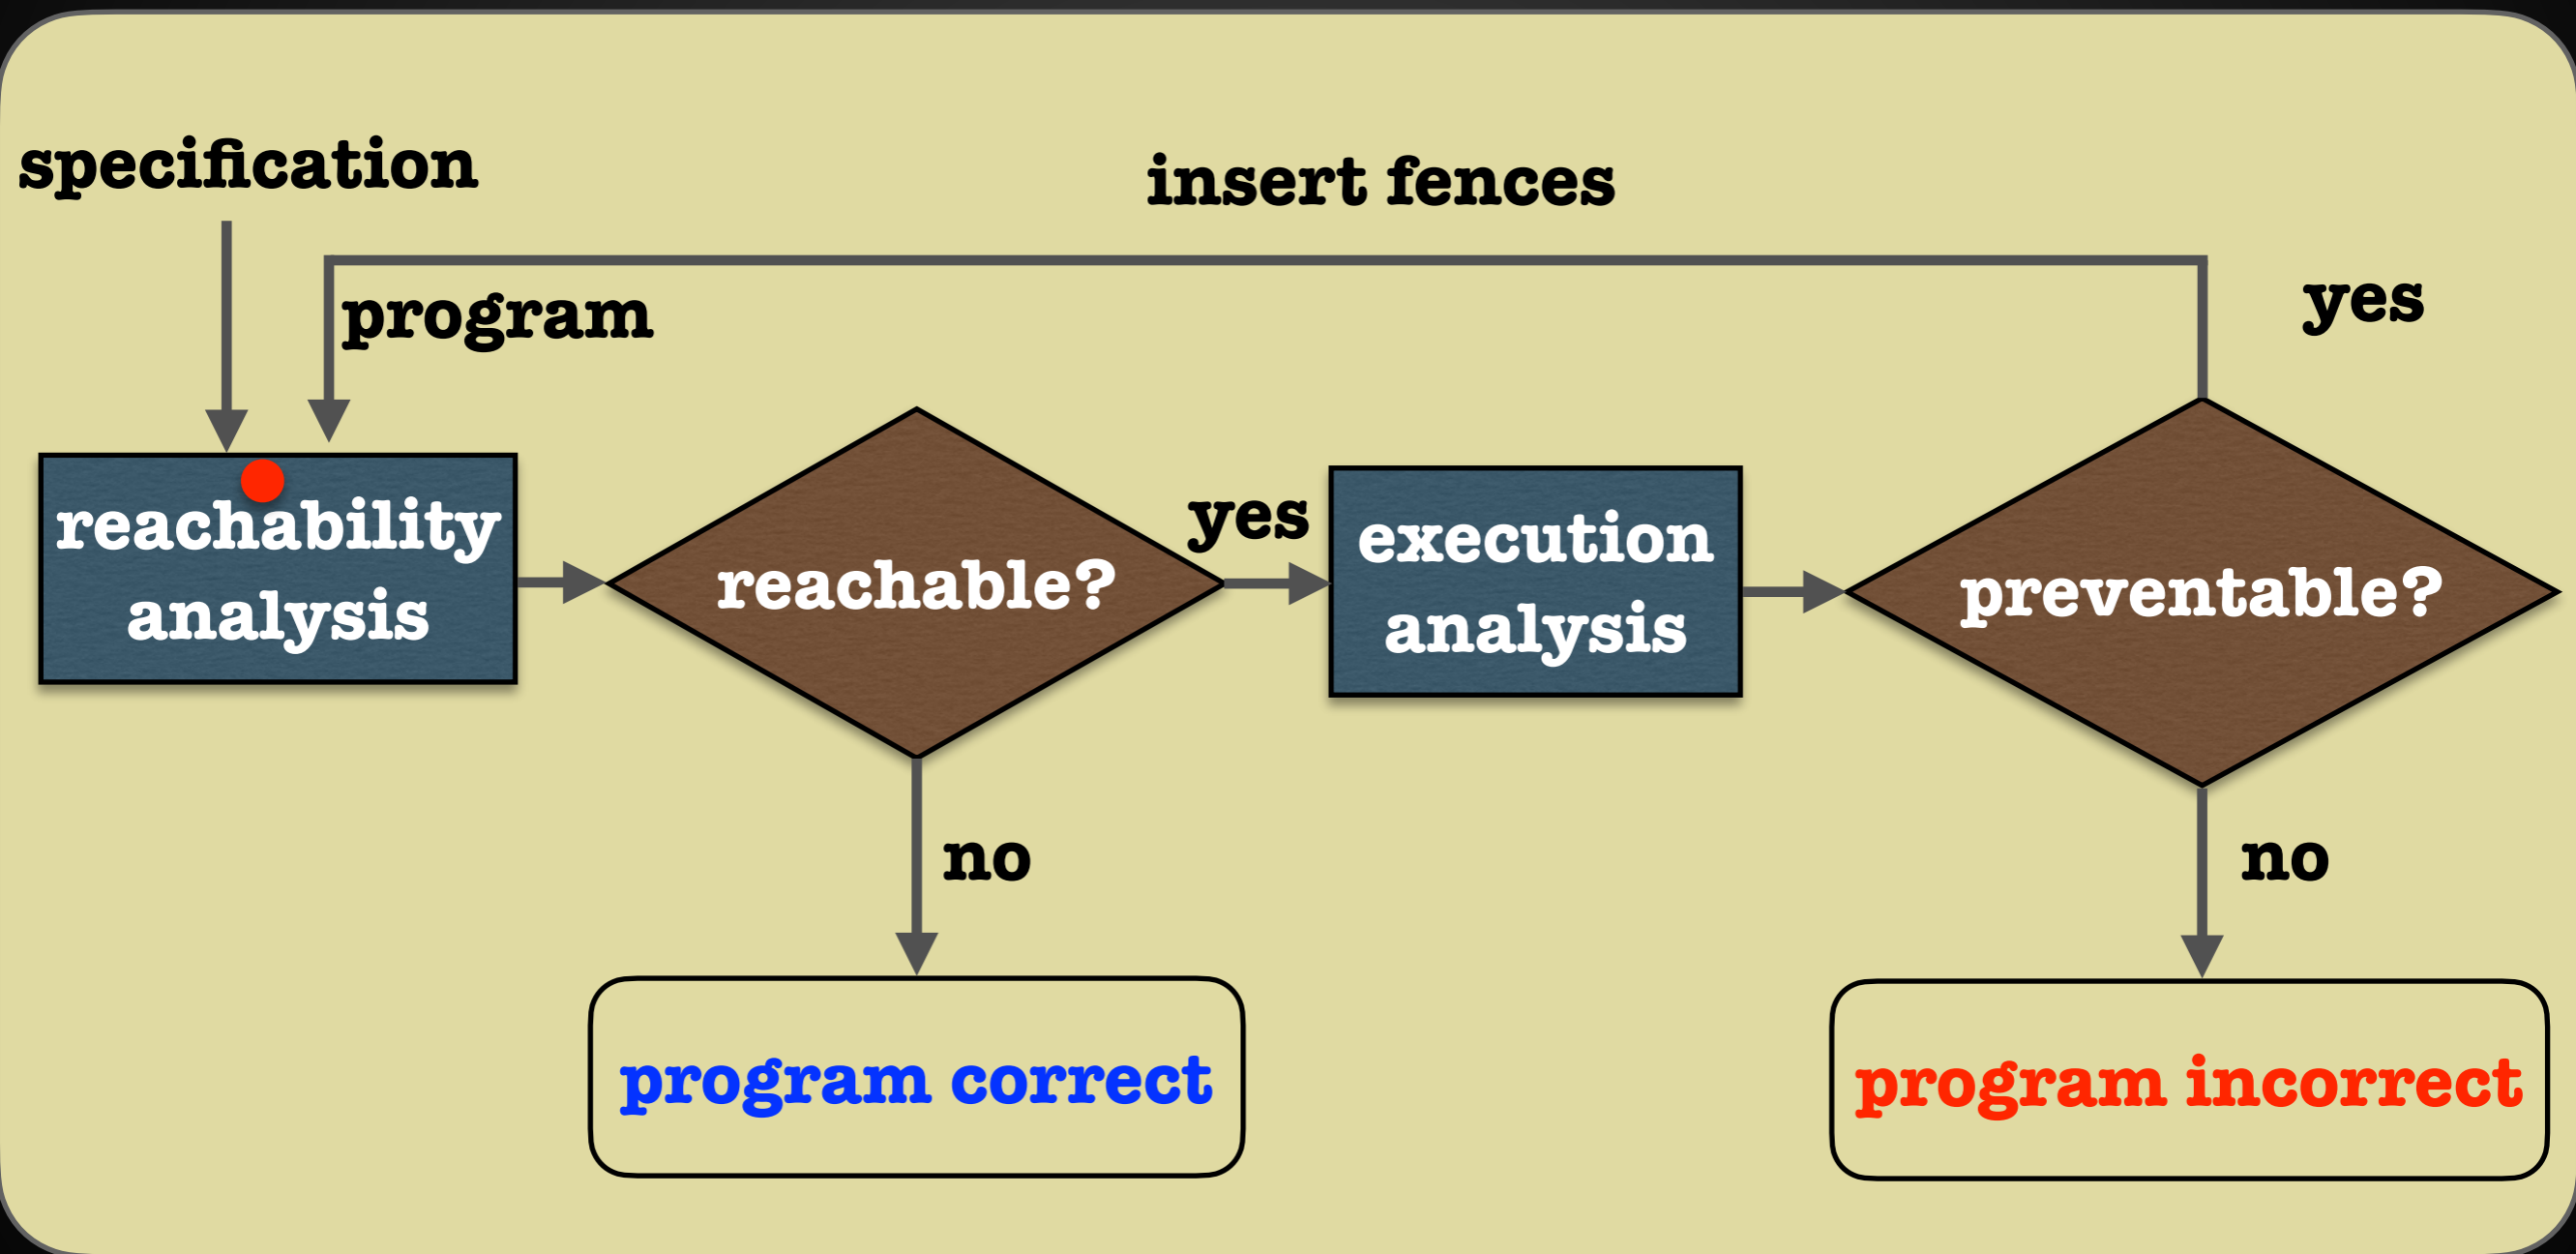 specification
insert fences
program
yes
reachability
analysis
reachable?
yes
execution
analysis
preventable?
no
no
program correct
program incorrect